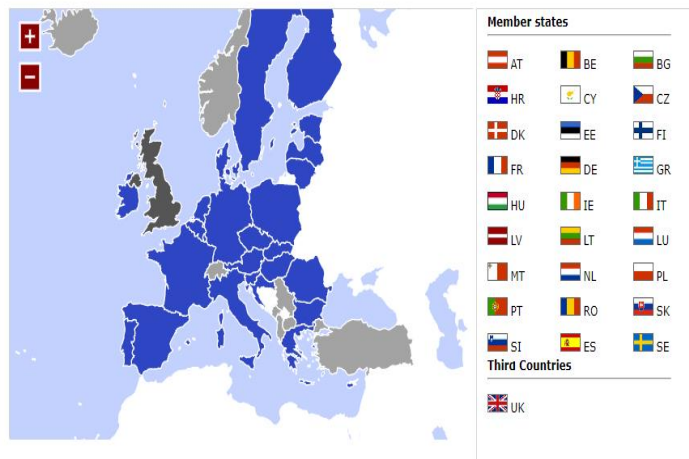 +
−
Member states
AT BE BG
HR CY CZ
DK EE FI
FR DE GR
HU IE IT
LV LT LU
MT NL PL
PT RO SK
SI ES SE
Third Countries
UK